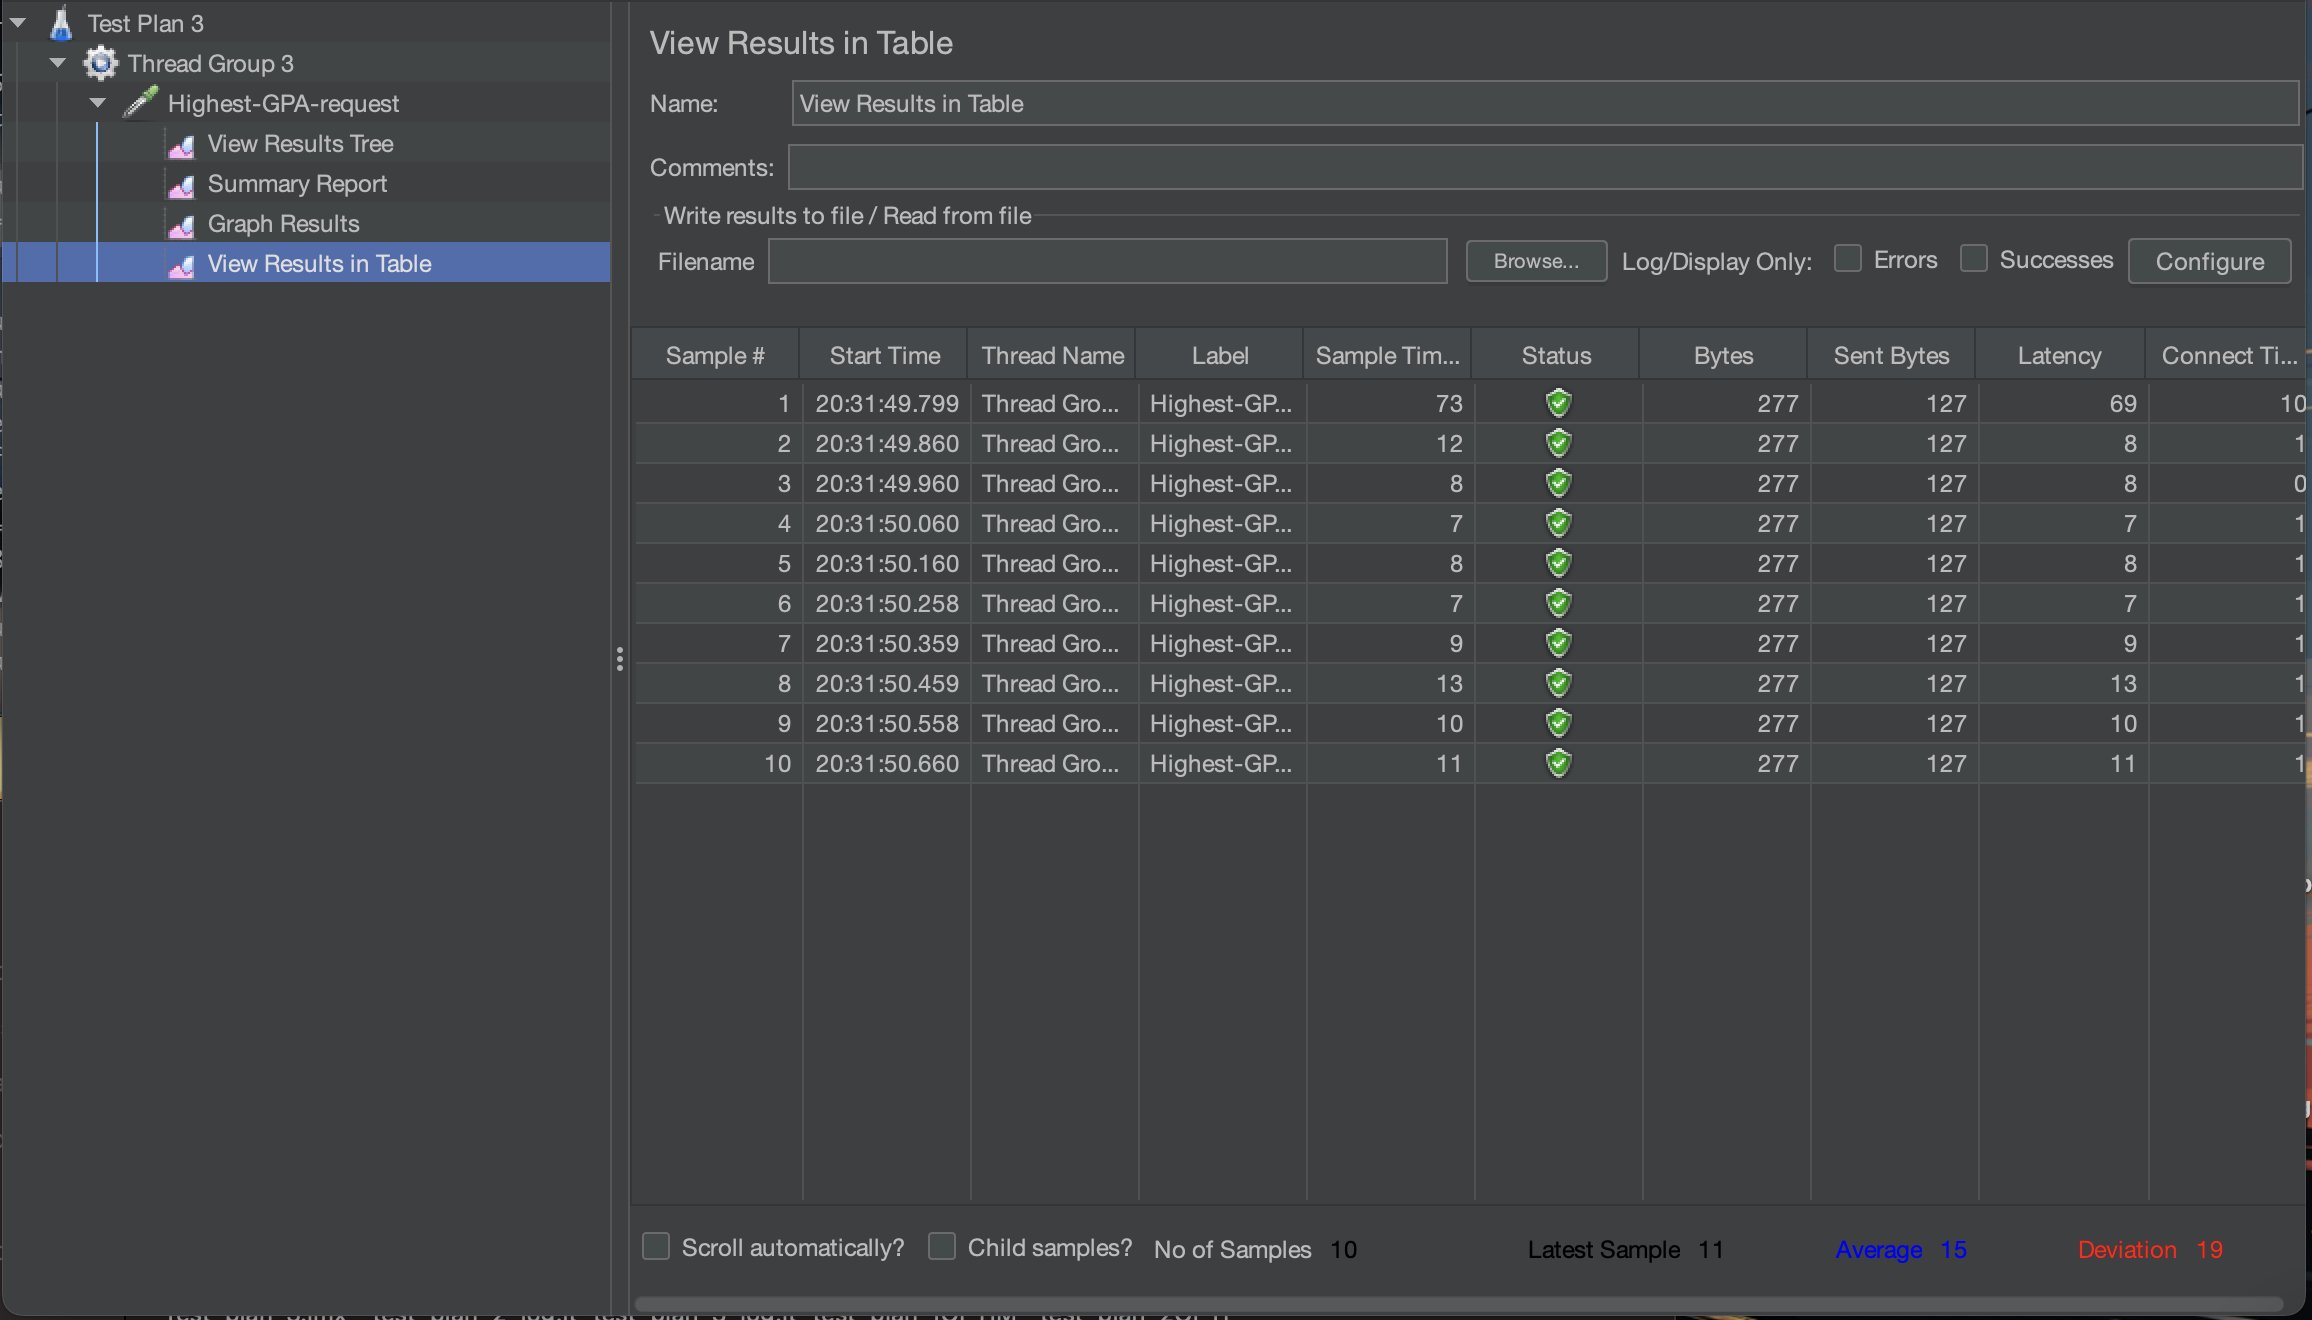 Test Plan 3
Thread Group 3
Highest-GPA-request
View Results Tree
Summary Report
Graph Results
View Results in Table
View Results in Table
Name: View Results in Table
Comments:
Write results to file / Read from file
Filename Browse... Log/Display Only: Errors Successes Configure
Sample # Start Time Thread Name Label Sample Tim... Status Bytes Sent Bytes Latency Connect Ti...
1 20:31:49.799 Thread Gro... Highest-GP... 73 277 127 69 10
2 20:31:49.860 Thread Gro... Highest-GP... 12 277 127 8 1
3 20:31:49.960 Thread Gro... Highest-GP... 8 277 127 8 0
4 20:31:50.060 Thread Gro... Highest-GP... 7 277 127 7 1
5 20:31:50.160 Thread Gro... Highest-GP... 8 277 127 8 1
6 20:31:50.258 Thread Gro... Highest-GP... 7 277 127 7 1
7 20:31:50.359 Thread Gro... Highest-GP... 9 277 127 9 1
8 20:31:50.459 Thread Gro... Highest-GP... 13 277 127 13 1
9 20:31:50.558 Thread Gro... Highest-GP... 10 277 127 10 1
10 20:31:50.660 Thread Gro... Highest-GP... 11 277 127 11 1
Scroll automatically? Child samples? No of Samples 10 Latest Sample 11 Average 15 Deviation 19